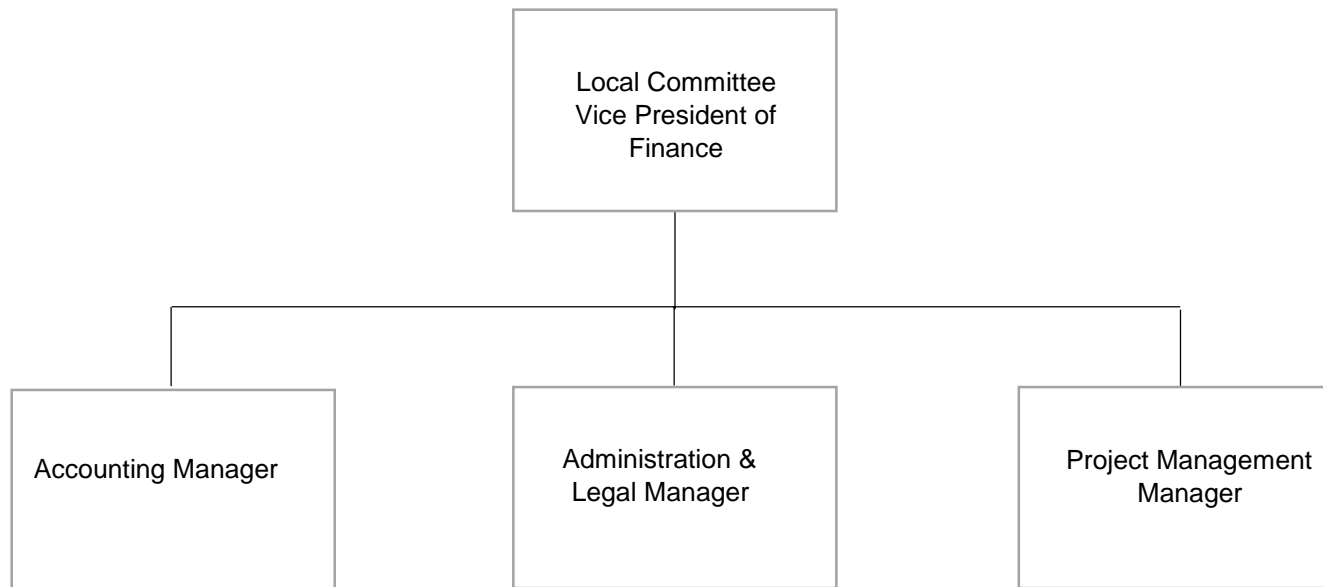 Local Committee
Vice President of
Finance
Accounting Manager
Administration &
Legal Manager
Project Management
Manager